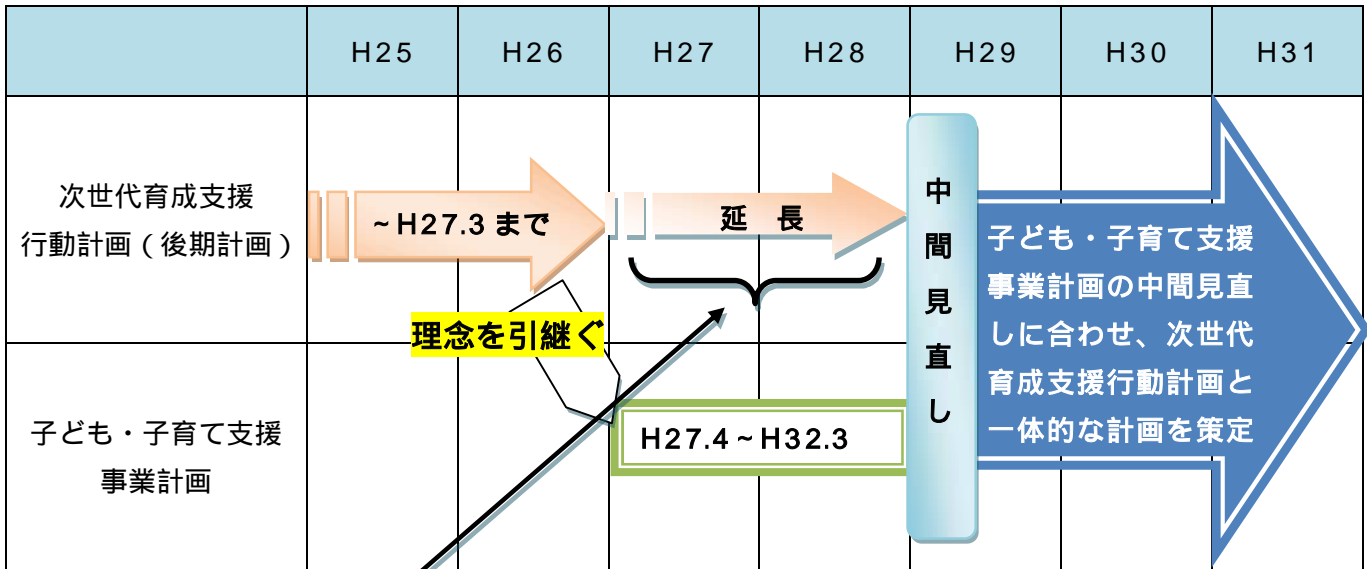 H25 H26 H27 H28 H29 H30 H31
次世代育成支援
行動計画（後期計画）
～H27.3 まで
延 長
理念を引継ぐ
中間見直し
子ども・子育て支援
事業計画の中間見直
しに合わせ、次世代
育成支援行動計画と
一体的な計画を策定
子ども・子育て支援
事業計画
H27.4～H32.3